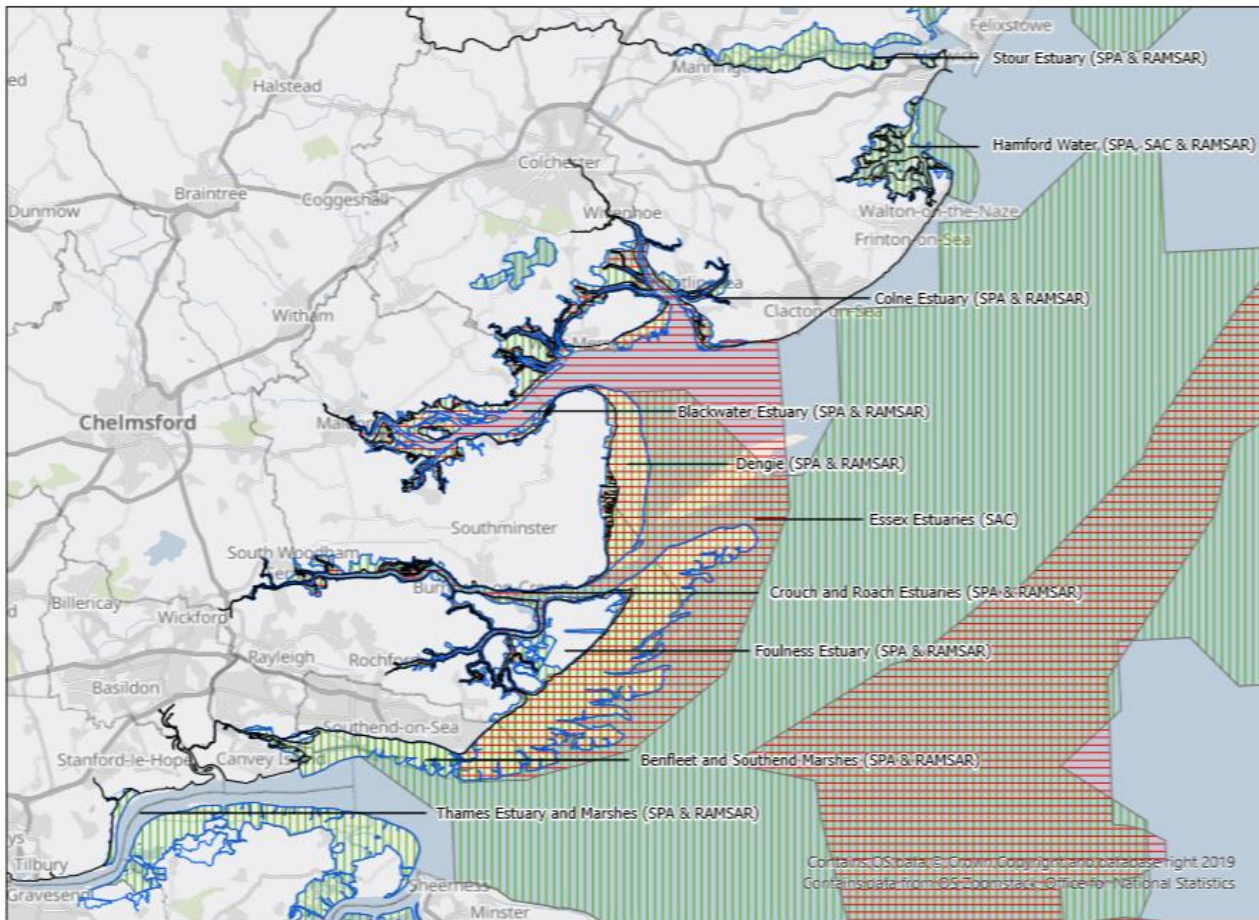 Felixstowe
Stour Estuary (SPA & RAMSAR)
Halstead
Hamford Water (SPA, SAC & RAMSAR)
Colchester
Braintree
Coggeshall
Dunmow
Walton-on-the-Naze
Frinton-on-Sea
Colne Estuary (SPA & RAMSAR)
Clacton-on-Sea
Witham
Blackwater Estuary (SPA & RAMSAR)
Chelmsford
Dengie (SPA & RAMSAR)
Essex Estuaries (SAC)
Southminster
South Woodham
Crouch and Roach Estuaries (SPA & RAMSAR)
Billericay
Wickford
Foulness Estuary (SPA & RAMSAR)
Rayleigh
Rochford
Basildon
Southend-on-Sea
Stanford-le-Hope
Canvey Island
Benfleet and Southend Marshes (SPA & RAMSAR)
Thames Estuary and Marshes (SPA & RAMSAR)
Tilbury
Gravesend
Sheerness
Minster
Contains OS data © Crown Copyright and database right 2019
Contains data from OS Zoomstack, Office for National Statistics